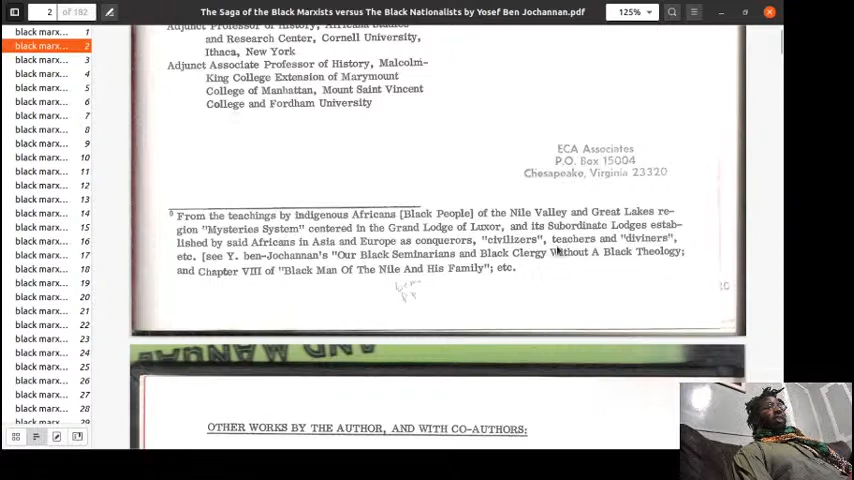 2 of 182
The Saga of the Black Marxists versus The Black Nationalists by Yosef Ben Jochannan.pdf
125%
black marx... 1
black marx... 2
black marx... 3
black marx... 4
black marx... 5
black marx... 6
black marx... 7
black marx... 8
black marx... 9
black marx... 10
black marx... 11
black marx... 12
black marx... 13
black marx... 14
black marx... 15
black marx... 16
black marx... 17
black marx... 18
black marx... 19
black marx... 20
black marx... 21
black marx... 22
black marx... 23
black marx... 24
black marx... 25
black marx... 26
black marx... 27
black marx... 28
black marx... 29
Adjunct Professor of History,
and Research Center, Cornell University,
Ithaca, New York
Adjunct Associate Professor of History, Malcolm-
King College Extension of Marymount
College of Manhattan, Mount Saint Vincent
College and Fordham University
ECA Associates
P.O. Box 15004
Chesapeake, Virginia 23320
From the teachings by indigenous Africans [Black People] of the Nile Valley and Great Lakes re-
gion "Mysteries System" centered in the Grand Lodge of Luxor, and its Subordinate Lodges estab-
lished by said Africans in Asia and Europe as conquerors, "civilizers", teachers and "diviners",
etc. [see Y. ben-Jochannan's "Our Black Seminarians and Black Clergy Without A Black Theology;
and Chapter VIII of "Black Man Of The Nile And His Family"; etc.
AND MANUAL
OTHER WORKS BY THE AUTHOR, AND WITH CO-AUTHORS: